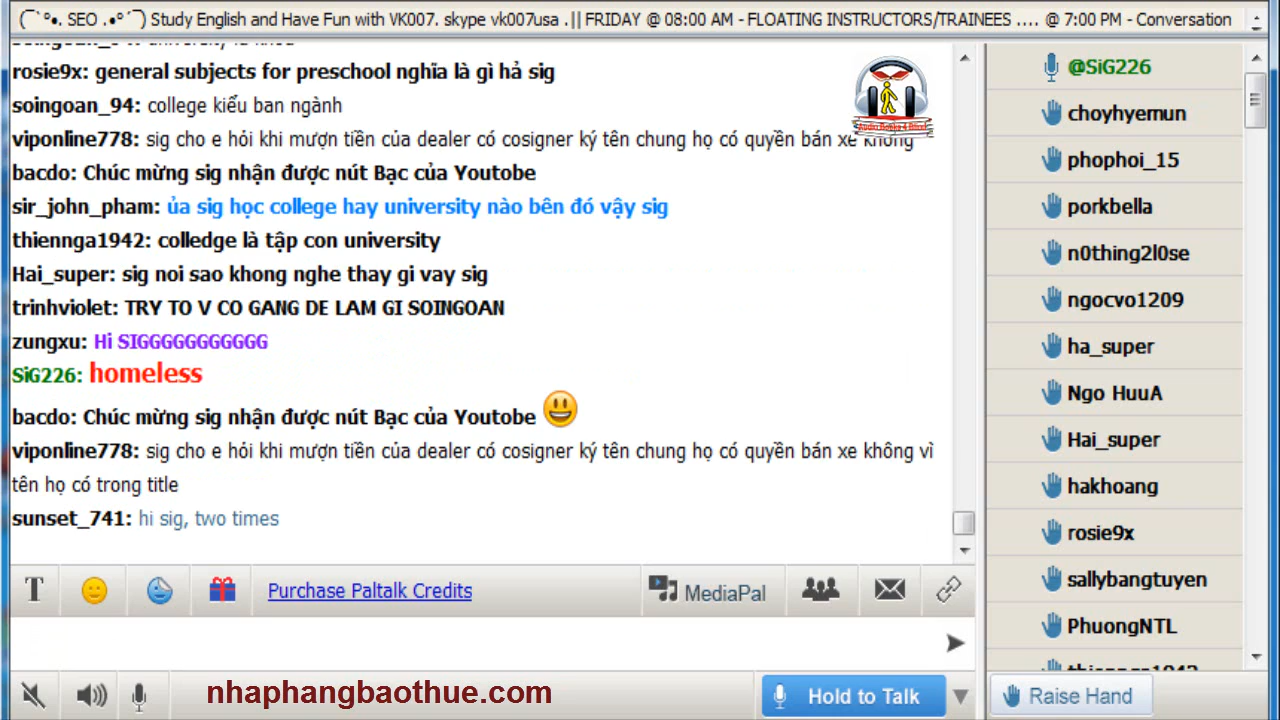 (¯`°•. SEO .•°´¯) Study English and Have Fun with VK007. skype vk007usa .|| FRIDAY @ 08:00 AM - FLOATING INSTRUCTORS/TRAINEES .... @ 7:00 PM - Conversation
rosie9x: general subjects for preschool nghĩa là gì hả sig
soingoan_94: college kiểu ban ngành
viponline778: sig cho e hỏi khi mượn tiền của dealer có cosigner ký tên chung họ có quyền bán xe không
bacdo: Chúc mừng sig nhận được nút Bạc của Youtube
sir_john_pham: ủa sig học college hay university nào bên đó vậy sig
thiennga1942: colledge là tập con university
Hai_super: sig noi sao khong nghe thay gi vay sig
trinhviolet: TRY TO V CO GANG DE LAM GI SOINGOAN
zungxu: Hi SIGGGGGGGGGGG
SiG226: homeless
bacdo: Chúc mừng sig nhận được nút Bạc của Youtube
viponline778: sig cho e hỏi khi mượn tiền của dealer có cosigner ký tên chung họ có quyền bán xe không vì
tên họ có trong title
sunset_741: hi sig, two times
@SiG226
choyhyemun
phophoi_15
porkbella
n0thing2l0se
ngocvo1209
ha_super
Ngo HuuA
Hai_super
hakhoang
rosie9x
sallybangtuyen
PhuongNTL
T
Purchase Paltalk Credits
MediaPal
nhaphangbaothue.com
Hold to Talk
Raise Hand